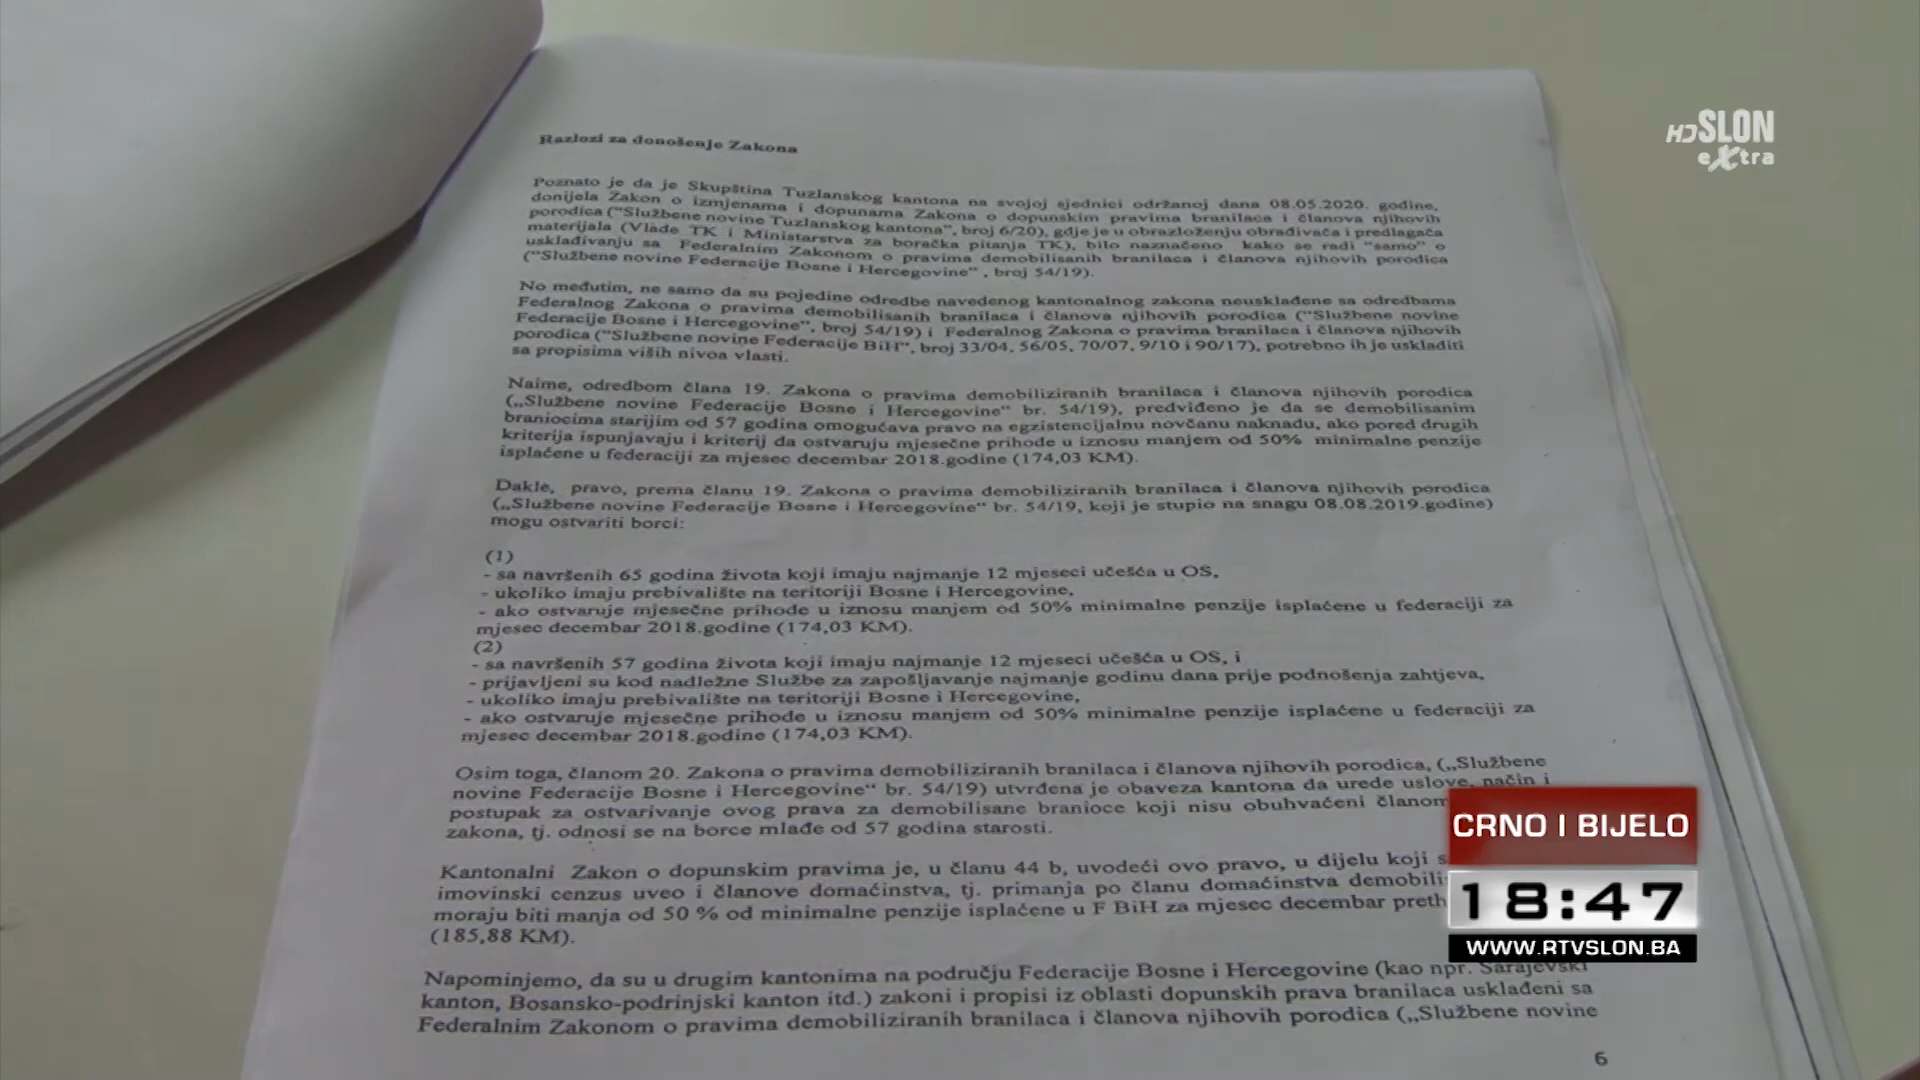 HD SLON
extra
Razlozi za donošenje Zakona
Poznato je da je Skupština Tuzlanskog kantona na svojoj sjednici održanoj dana 08.05.2020. godine,
donijela Zakon o izmjenama i dopunama Zakona o dopunskim pravima branilaca i članova njihovih
porodica ("Službene novine Tuzlanskog kantona", broj 6/20), gdje je u obrazloženju obrađivača i predlagača
materijala (Vlade TK i Ministarstva za boračka pitanja TK), bilo naznačeno kako se radi "samo" o
usklađivanju sa Federalnim Zakonom o pravima demobilisanih branilaca i članova njihovih porodica
("Službene novine Federacije Bosne i Hercegovine" , broj 54/19).
No međutim, ne samo da su pojedine odredbe navedenog kantonalnog zakona neusklađene sa odredbama
Federalnog Zakona o pravima demobilisanih branilaca i članova njihovih porodica ("Službene novine
Federacije Bosne i Hercegovine", broj 54/19) i Federalnog Zakona o pravima branilaca i članova njihovih
porodica ("Službene novine Federacije BiH", broj 33/04, 56/05, 70/07, 9/10 i 90/17), potrebno ih je uskladiti
sa propisima viših nivoa vlasti.
Naime, odredbom člana 19. Zakona o pravima demobiliziranih branilaca i članova njihovih porodica
(„Službene novine Federacije Bosne i Hercegovine" br. 54/19), predviđeno je da se demobilisanim
braniocima starijim od 57 godina omogućava pravo na egzistencijalnu novčanu naknadu, ako pored drugih
kriterija ispunjavaju i kriterij da ostvaruju mjesečne prihode u iznosu manjem od 50% minimalne penzije
isplaćene u federaciji za mjesec decembar 2018.godine (174,03 KM).
Dakle, pravo, prema članu 19. Zakona o pravima demobiliziranih branilaca i članova njihovih porodica
(„Službene novine Federacije Bosne i Hercegovine" br. 54/19, koji je stupio na snagu 08.08.2019.godine)
mogu ostvariti borci:
(1)
- sa navršenih 65 godina života koji imaju najmanje 12 mjeseci učešća u OS,
- ukoliko imaju prebivalište na teritoriji Bosne i Hercegovine,
- ako ostvaruje mjesečne prihode u iznosu manjem od 50% minimalne penzije isplaćene u federaciji za
mjesec decembar 2018.godine (174,03 KM).
(2)
- sa navršenih 57 godina života koji imaju najmanje 12 mjeseci učešća u OS, i
- prijavljeni su kod nadležne Službe za zapošljavanje najmanje godinu dana prije podnošenja zahtjeva,
- ukoliko imaju prebivalište na teritoriji Bosne i Hercegovine,
- ako ostvaruje mjesečne prihode u iznosu manjem od 50% minimalne penzije isplaćene u federaciji za
mjesec decembar 2018.godine (174,03 KM).
Osim toga, članom 20. Zakona o pravima demobiliziranih branilaca i članova njihovih porodica, („Službene
novine Federacije Bosne i Hercegovine" br. 54/19) utvrđena je obaveza kantona da urede uslove, način i
postupak za ostvarivanje ovog prava za demobilisane branioce koji nisu obuhvaćeni članom
zakona, tj. odnosi se na borce mlađe od 57 godina starosti.
Kantonalni Zakon o dopunskim pravima je, u članu 44 b, uvodeći ovo pravo, u dijelu koji
imovinski cenzus uveo i članove domaćinstva, tj. primanja po članu domaćinstva demobilis
moraju biti manja od 50 % od minimalne penzije isplaćene u F BiH za mjesec decembar preth
(185,88 KM).
Napominjemo, da su u drugim kantonima na području Federacije Bosne i Hercegovine (kao npr. Sarajevski
kanton, Bosansko-podrinjski kanton itd.) zakoni i propisi iz oblasti dopunskih prava branilaca usklađeni sa
Federalnim Zakonom o pravima demobiliziranih branilaca i članova njihovih porodica („Službene novine
6
CRNO I BIJELO
18:47
WWW.RTVSLON.BA